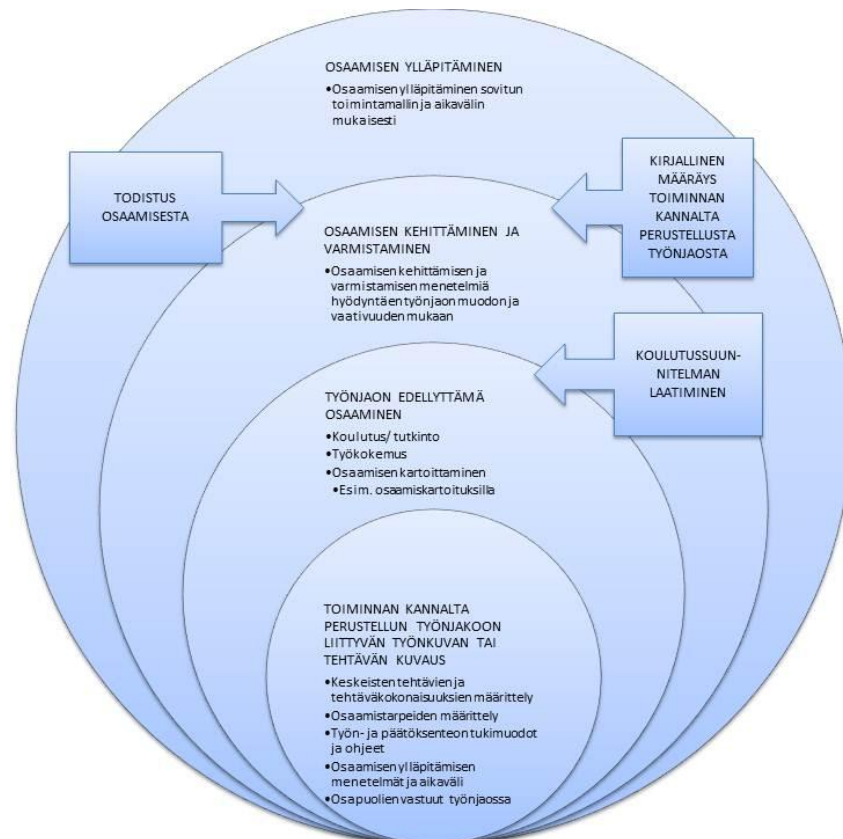 OSAAMISEN YLLÄPITÄMINEN
•Osaamisen ylläpitäminen sovitun
toimintamallin ja aikavälin
mukaisesti
TODISTUS
OSAAMISESTA
KIRJALLINEN
MÄÄRÄYS
TOIMINNAN
KANNALTA
PERUSTELLUSTA
TYÖNJAOSTA
OSAAMISEN KEHITTÄMINEN JA
VARMISTAMINEN
•Osaamisen kehittämisen ja
varmistamisen menetelmiä
hyödyntäen työnjaon muodon ja
vaativuuden mukaan
KOULUTUSSUUN-
NITELMAN
LAATIMINEN
TYÖNJAON EDELLYTTÄMÄ
OSAAMINEN
•Koulutus/ tutkinto
•Työkokemus
•Osaamisen kartoittaminen
•Esim. osaamiskartoituksilla
TOIMINNAN KANNALTA
PERUSTELLUN TYÖNJAKOON
LIITTYVÄN TYÖNKUVAN TAI
TEHTÄVÄN KUVAUS
•Keskeisten tehtävien ja
tehtäväkokonaisuuksien määrittely
•Osaamistarpeiden määrittely
•Työn- ja päätöksenteon tukimuodot
ja ohjeet
•Osaamisen ylläpitämisen
menetelmät ja aikaväli
•Osapuolien vastuut työnjaossa